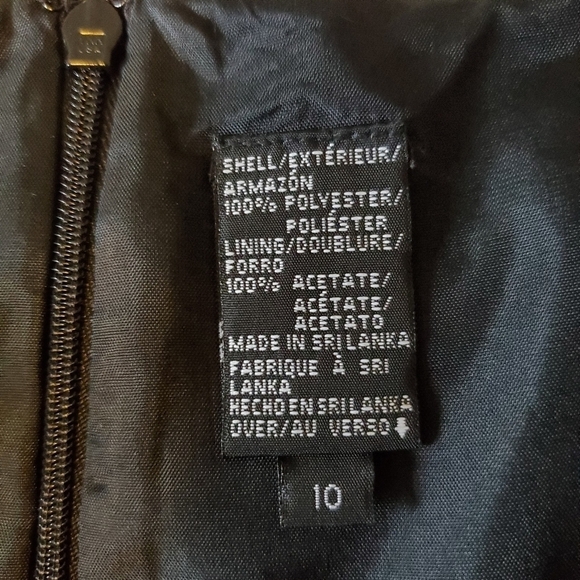 SHELL/EXTÉRIEUR/
ARMAZÓN
100% POLYESTER/
POLIÉSTER
LINING/DOUBLURE/
FORRO
100% ACETATE/
ACÉTATE/
ACETATO
MADE IN SRI LANKA
FABRIQUE À SRI
LANKA
HECHO EN SRI LANKA
OVER/AU VERSO
10